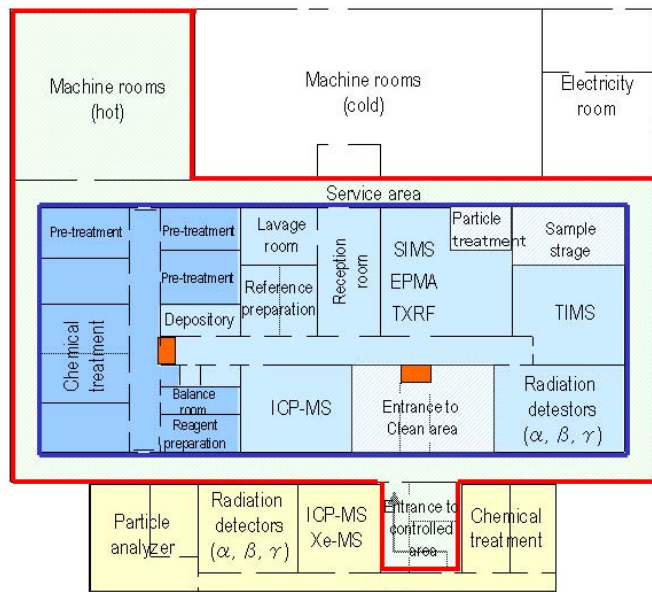 Machine rooms
(hot)
Machine rooms
(cold)
Electricity
room
Service area
Pre-treatment
Pre-treatment
Lavage
room
Reception
room
SIMS
EPMA
TXRF
Particle
treatment
Sample
strage
Pre-treatment
Reference
preparation
Chemical
treatment
Depository
TIMS
Balance
room
Reagent
preparation
ICP-MS
Entrance to
Clean area
Radiation
detestors
(α, β, γ)
Particle
analyzer
Radiation
detectors
(α, β, γ)
ICP-MS
Xe-MS
Entrance to
controlled
area
Chemical
treatment